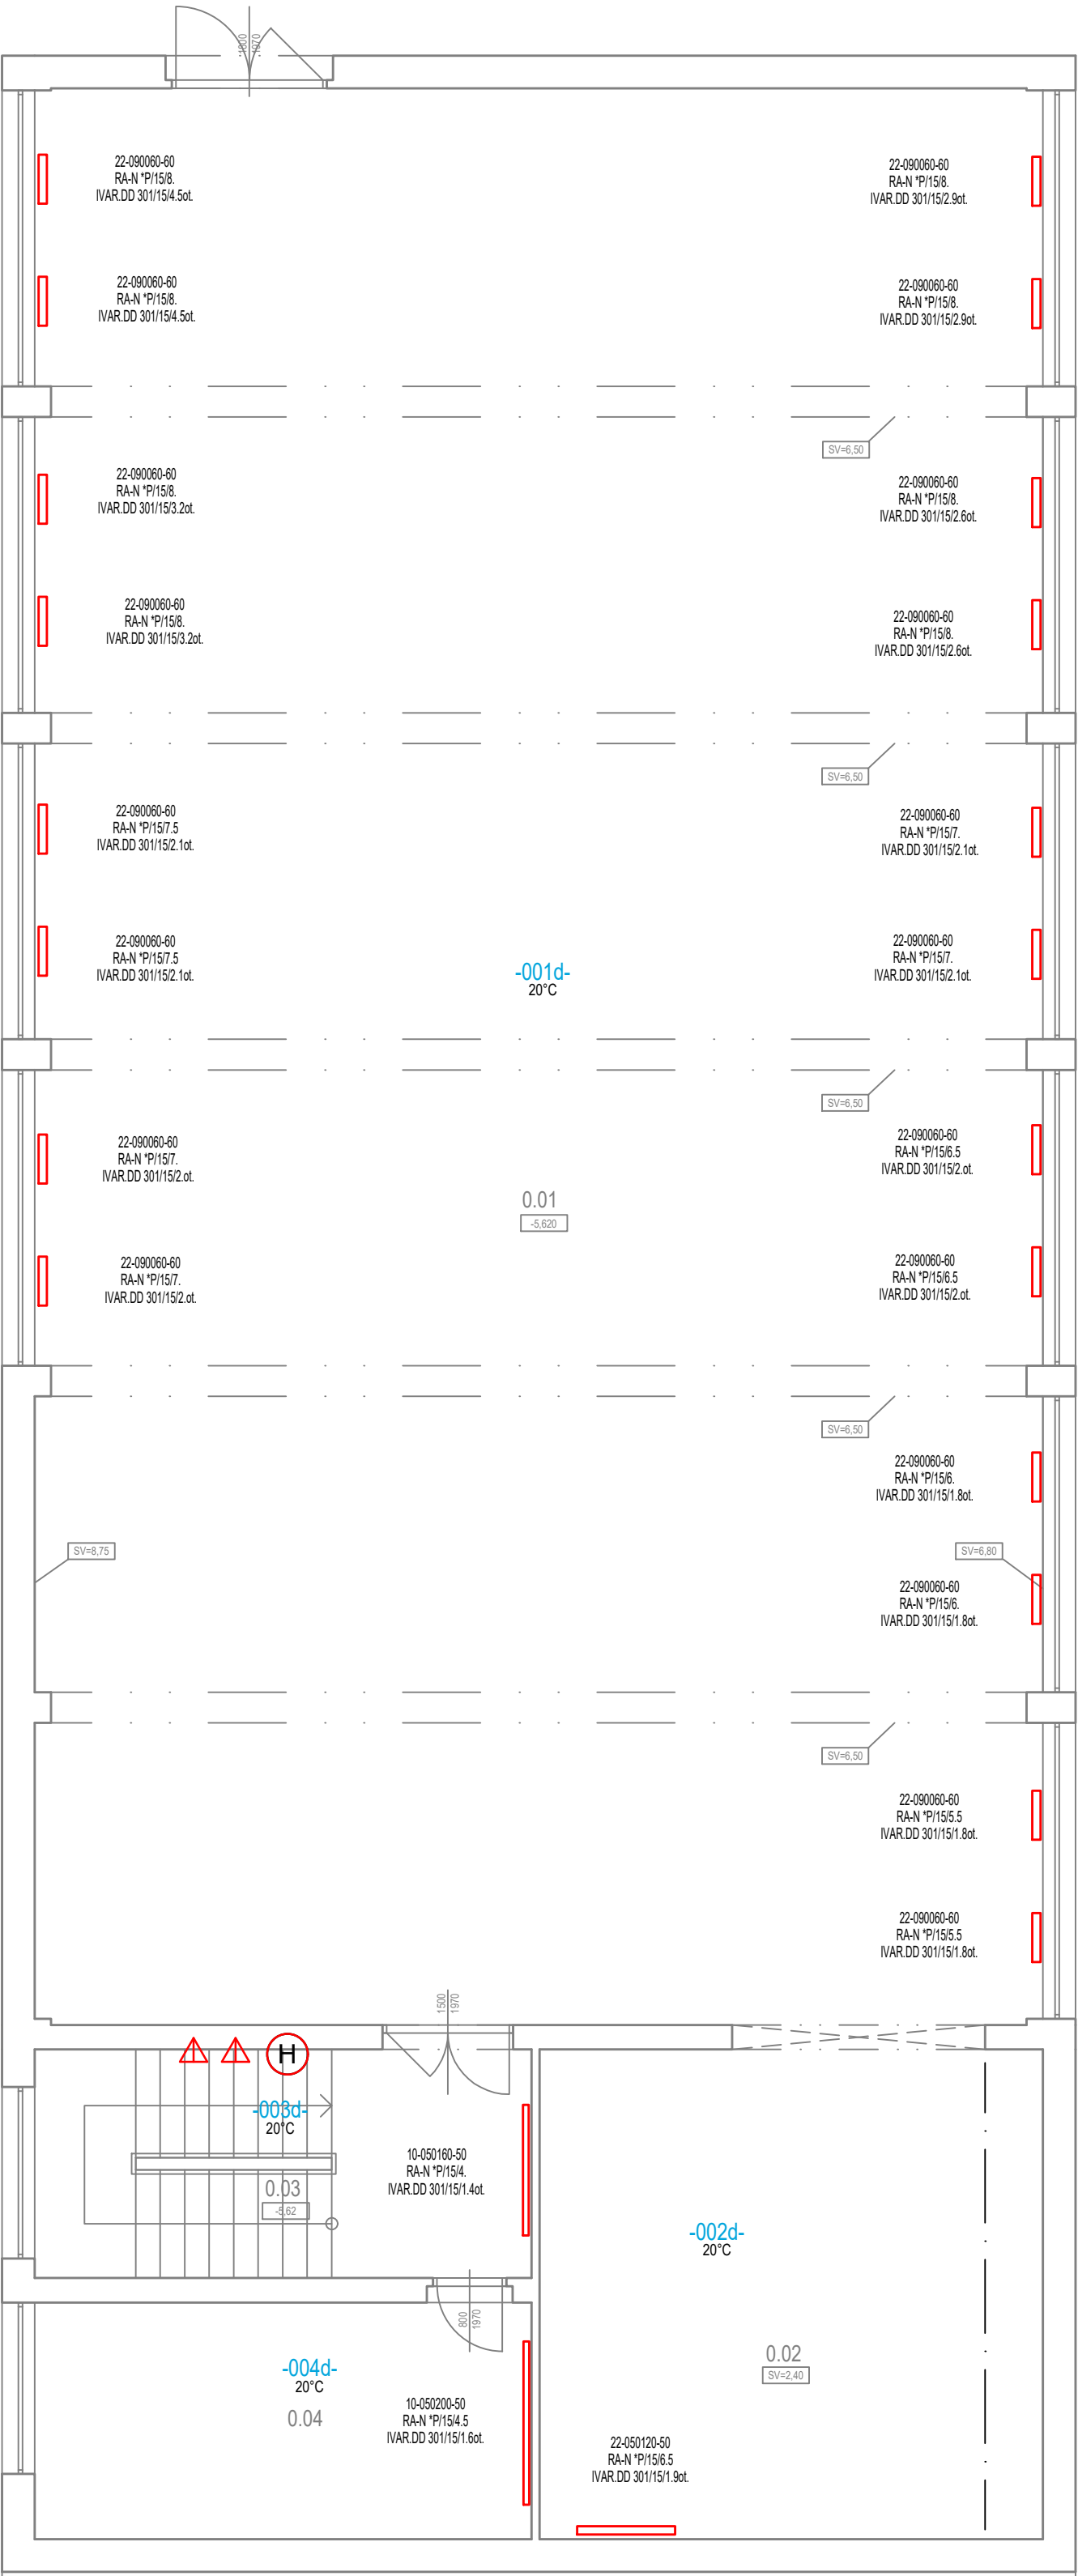 1800
1970
22-090060-60
RA-N *P/15/8.
IVAR.DD 301/15/4.5ot.
22-090060-60
RA-N *P/15/8.
IVAR.DD 301/15/2.9ot.
22-090060-60
RA-N *P/15/8.
IVAR.DD 301/15/4.5ot.
22-090060-60
RA-N *P/15/8.
IVAR.DD 301/15/2.9ot.
SV=6,50
22-090060-60
RA-N *P/15/8.
IVAR.DD 301/15/3.2ot.
22-090060-60
RA-N *P/15/8.
IVAR.DD 301/15/2.6ot.
22-090060-60
RA-N *P/15/8.
IVAR.DD 301/15/3.2ot.
22-090060-60
RA-N *P/15/8.
IVAR.DD 301/15/2.6ot.
SV=6,50
22-090060-60
RA-N *P/15/7.5
IVAR.DD 301/15/2.1ot.
22-090060-60
RA-N *P/15/7.
IVAR.DD 301/15/2.1ot.
22-090060-60
RA-N *P/15/7.5
IVAR.DD 301/15/2.1ot.
22-090060-60
RA-N *P/15/7.
IVAR.DD 301/15/2.1ot.
-001d-
20°C
SV=6,50
22-090060-60
RA-N *P/15/7.
IVAR.DD 301/15/2.ot.
22-090060-60
RA-N *P/15/6.5
IVAR.DD 301/15/2.ot.
0.01
-5,620
22-090060-60
RA-N *P/15/7.
IVAR.DD 301/15/2.ot.
22-090060-60
RA-N *P/15/6.5
IVAR.DD 301/15/2.ot.
SV=6,50
22-090060-60
RA-N *P/15/6.
IVAR.DD 301/15/1.8ot.
SV=8,75
SV=6,80
22-090060-60
RA-N *P/15/6.
IVAR.DD 301/15/1.8ot.
SV=6,50
22-090060-60
RA-N *P/15/5.5
IVAR.DD 301/15/1.8ot.
22-090060-60
RA-N *P/15/5.5
IVAR.DD 301/15/1.8ot.
1500
1970
H
-003d-
20°C
10-050160-50
RA-N *P/15/4.
IVAR.DD 301/15/1.4ot.
0.03
-5,62
-002d-
20°C
800
1970
0.02
SV=2,40
-004d-
20°C
0.04
10-050200-50
RA-N *P/15/4.5
IVAR.DD 301/15/1.6ot.
22-050120-50
RA-N *P/15/6.5
IVAR.DD 301/15/1.9ot.